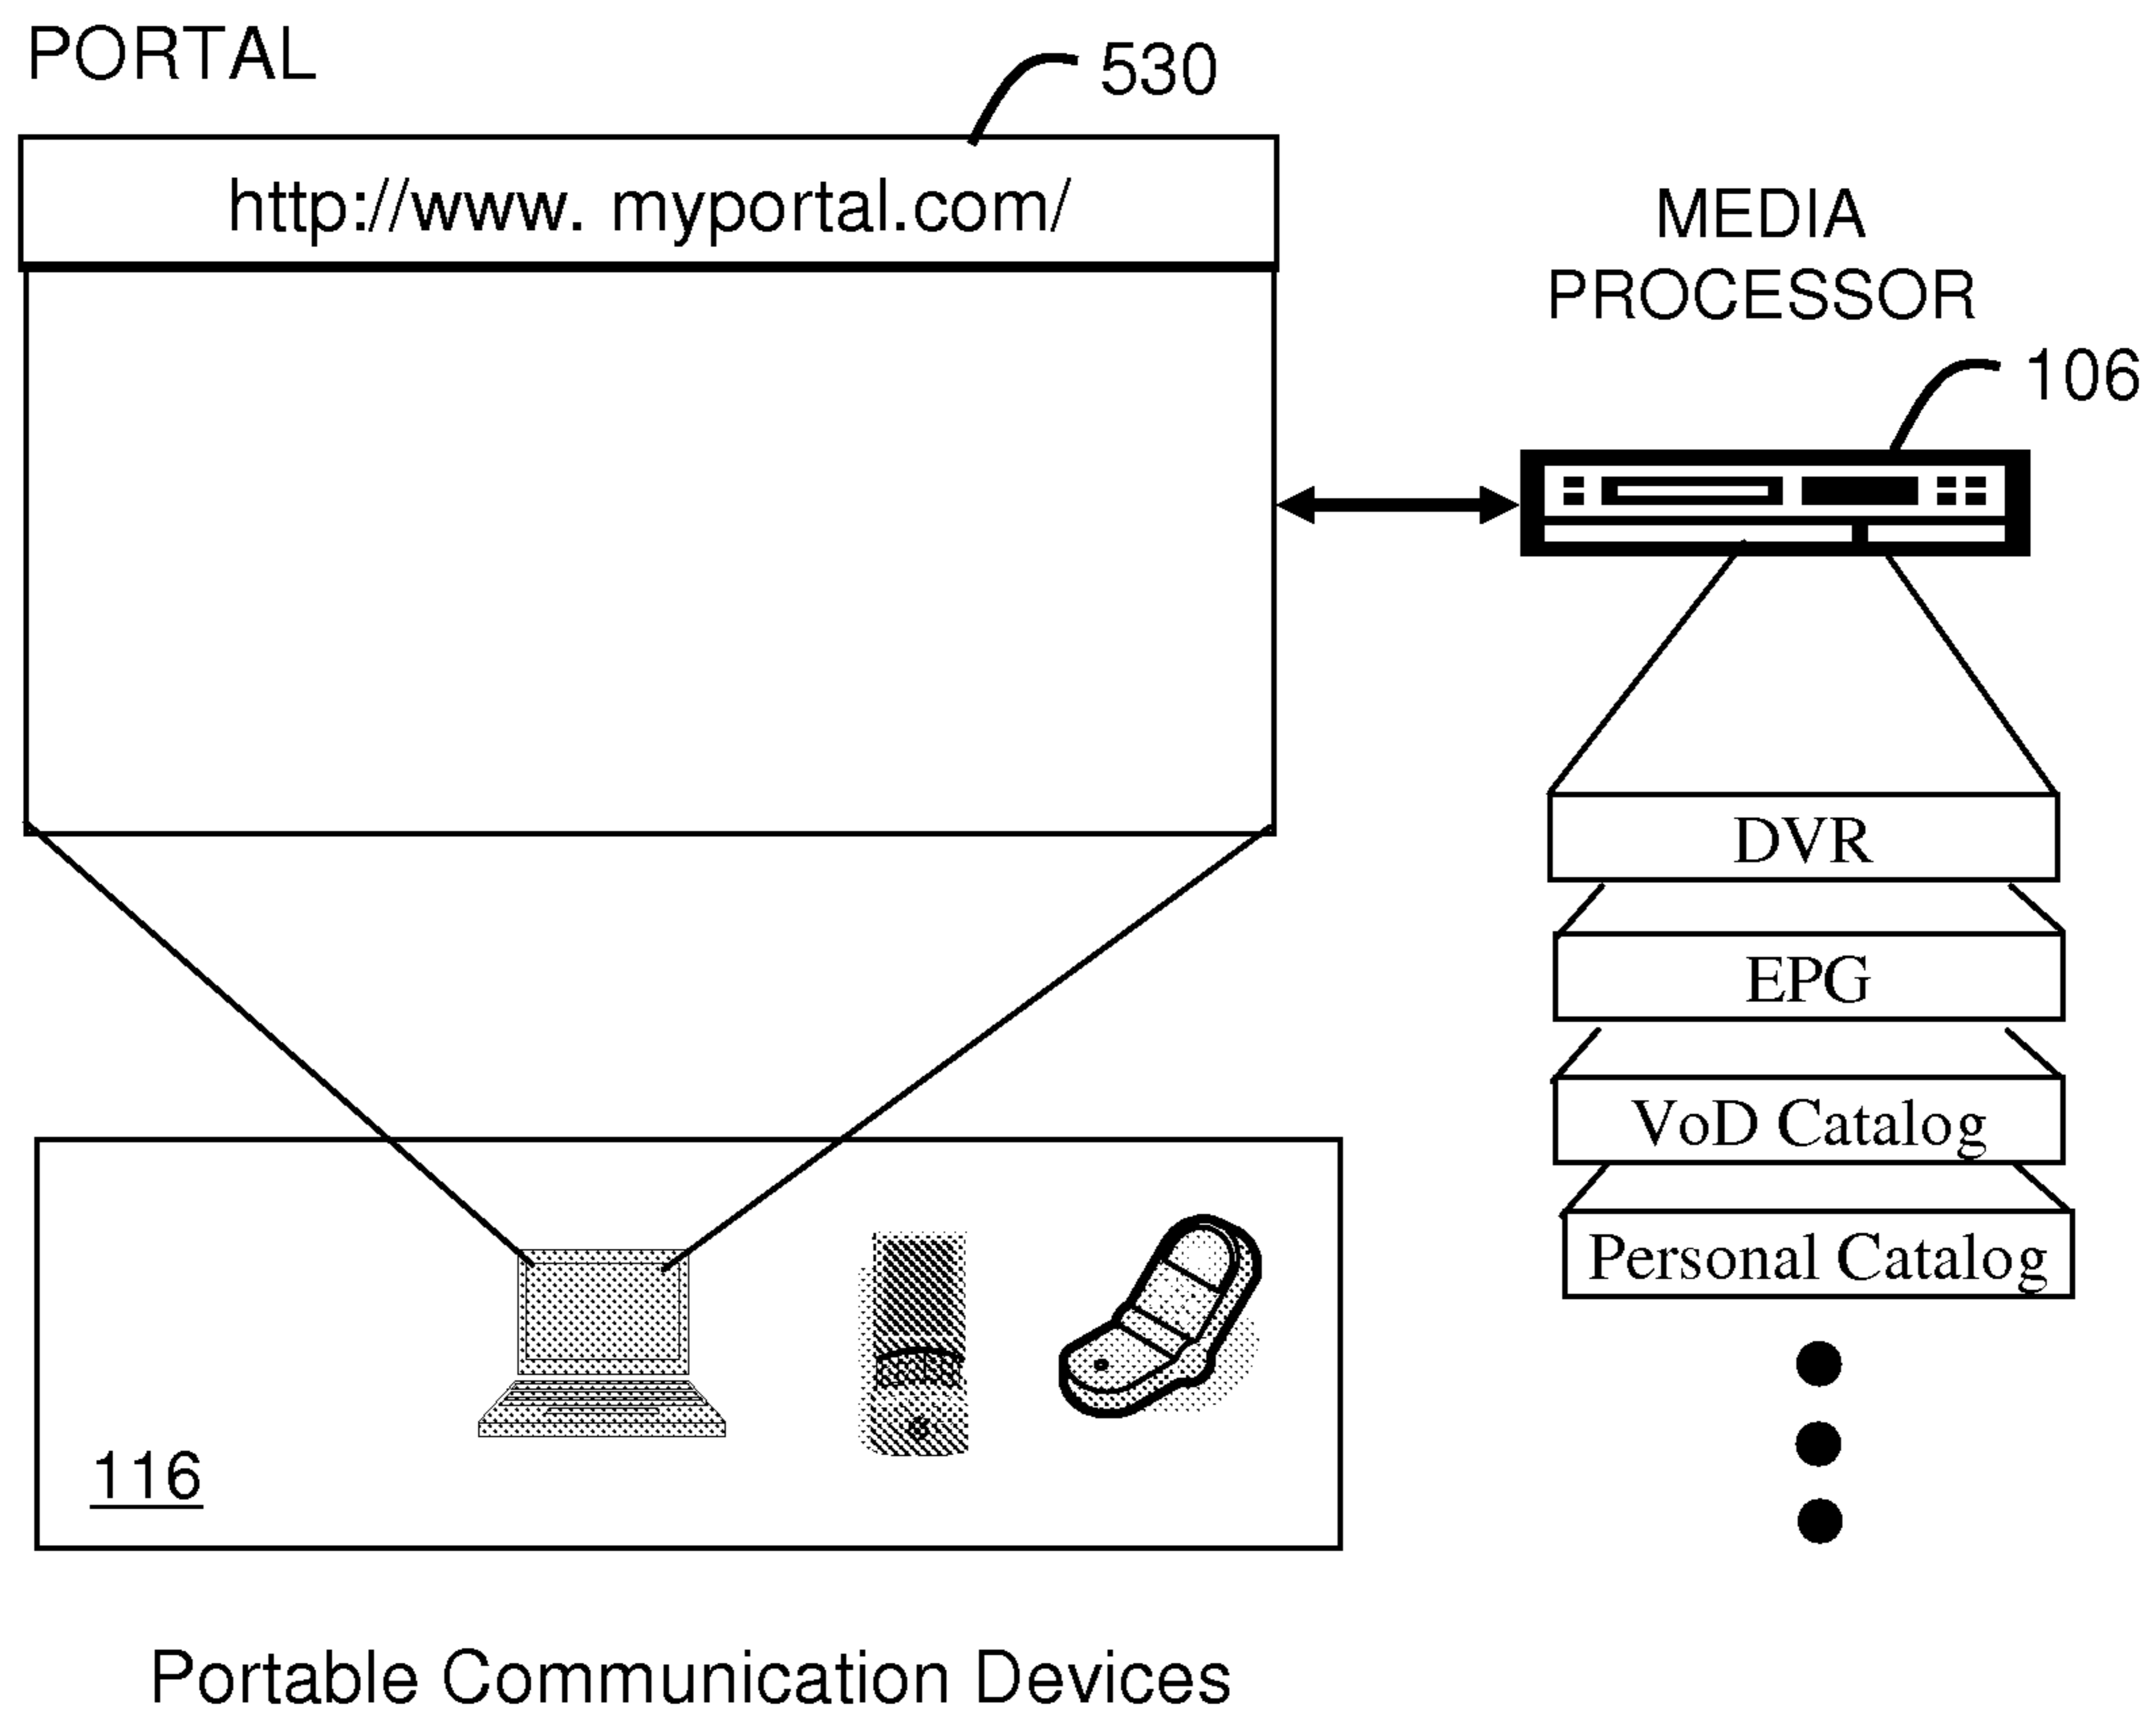 PORTAL
530
http://www. myportal.com/
MEDIA
PROCESSOR
106
DVR
EPG
VoD Catalog
Personal Catalog
116
Portable Communication Devices